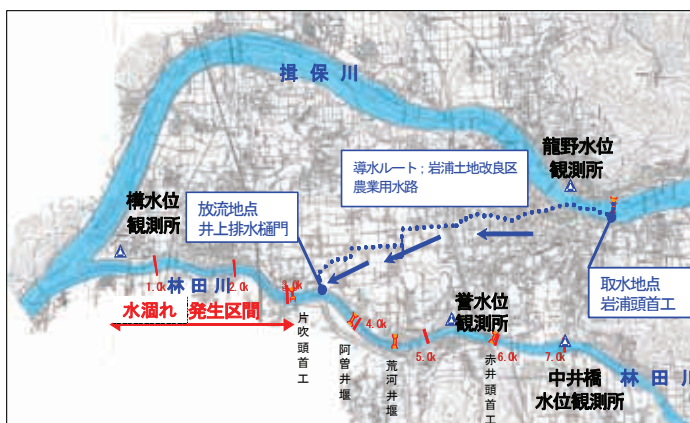 揖保川
龍野水位
観測所
導水ルート；岩浦土地改良区
農業用水路
放流地点
井上排水樋門
構水位
観測所
取水地点
岩浦頭首工
1.0k
林田川
2.0k
3.0k
水涸れ 発生区間
片吹頭首工
4.0k
阿曽井堰
荒河井堰
誉水位
観測所
5.0k
赤井頭首工
6.0k
7.0k
中井橋
水位観測所
林田川